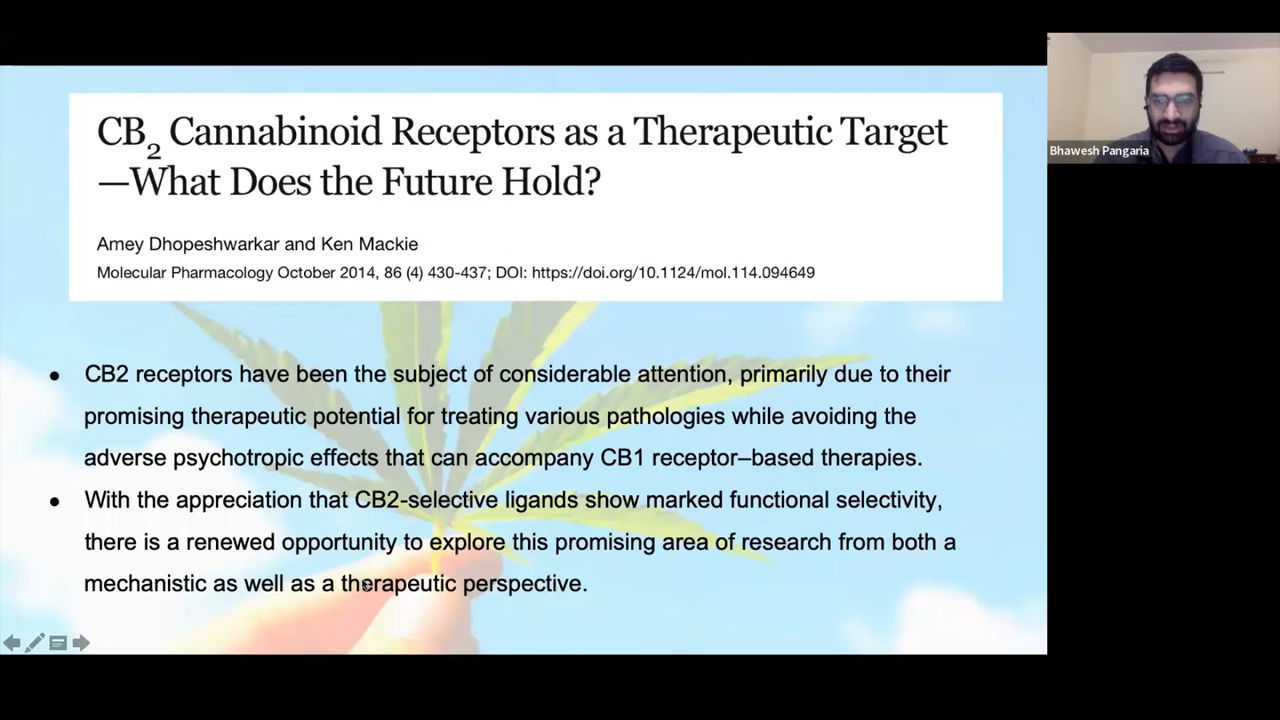 CB2 Cannabinoid Receptors as a Therapeutic Target
—What Does the Future Hold?
Amey Dhopeshwarkar and Ken Mackie
Molecular Pharmacology October 2014, 86 (4) 430-437; DOI: https://doi.org/10.1124/mol.114.094649
● CB2 receptors have been the subject of considerable attention, primarily due to their
promising therapeutic potential for treating various pathologies while avoiding the
adverse psychotropic effects that can accompany CB1 receptor–based therapies.
● With the appreciation that CB2-selective ligands show marked functional selectivity,
there is a renewed opportunity to explore this promising area of research from both a
mechanistic as well as a therapeutic perspective.
Bhawesh Pangaria